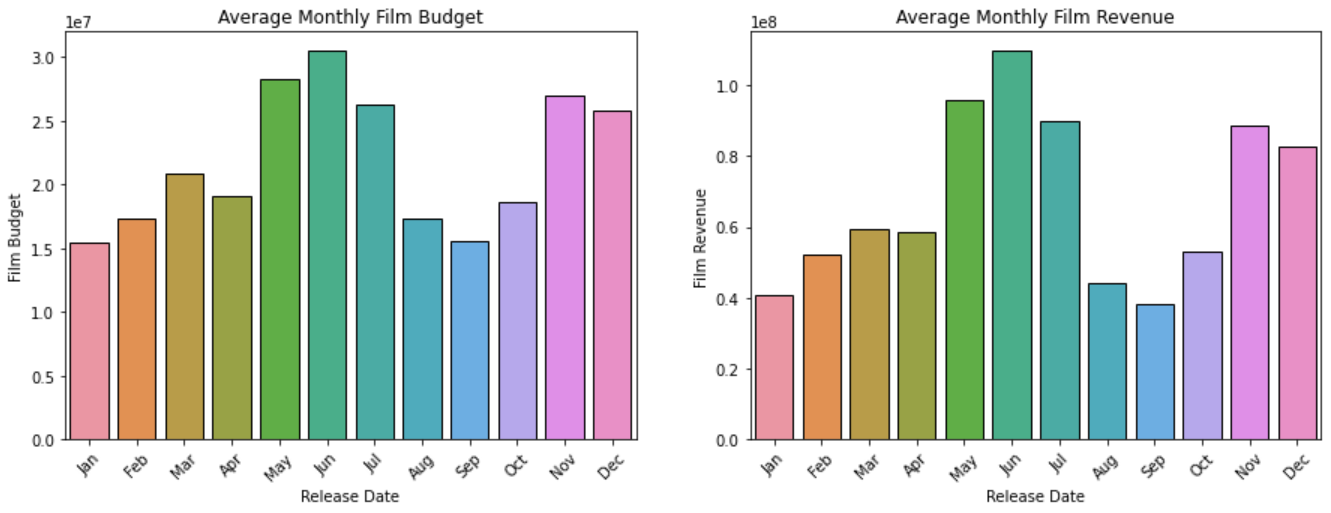 Average Monthly Film Budget
1e7
3.0
2.5
2.0
1.5
1.0
0.5
0.0
Film Budget
Jan Feb Mar Apr May Jun Jul Aug Sep Oct Nov Dec
Release Date
Average Monthly Film Revenue
1e8
1.0
0.8
0.6
0.4
0.2
0.0
Film Revenue
Jan Feb Mar Apr May Jun Jul Aug Sep Oct Nov Dec
Release Date